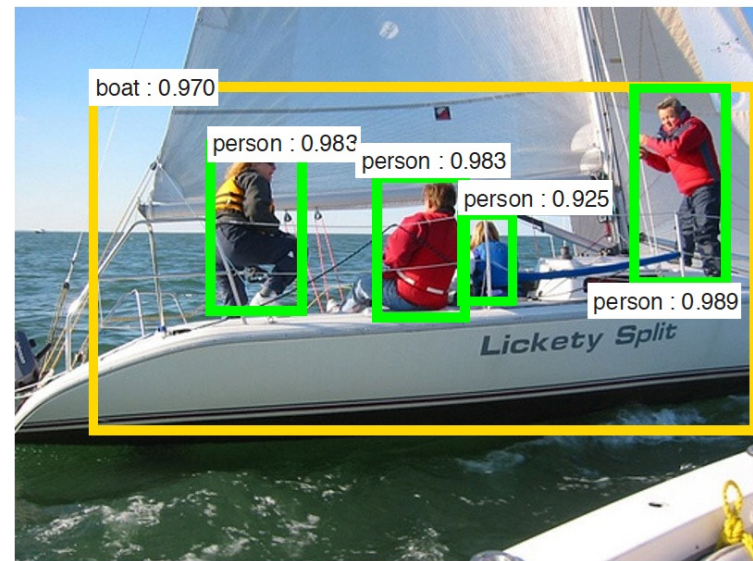 boat : 0.970
person : 0.983
person : 0.983
person : 0.925
person : 0.989
Lickety Split